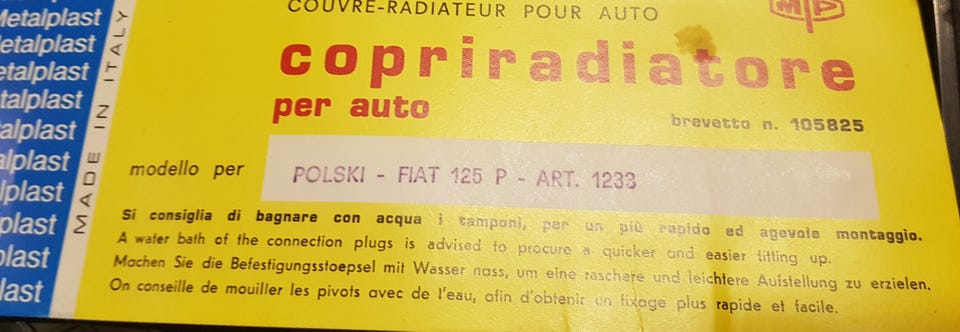 COUVRE-RADIATEUR POUR AUTO
copriradiatore
per auto
brevetto n. 105825
modello per
POLSKI - FIAT 125 P - ART. 1233
Si consiglia di bagnare con acqua i tamponi, per un più rapido ed agevole montaggio.
A water bath of the connection plugs is advised to procure a quicker and easier fitting up.
Machen Sie die Befestigungsstoepsel mit Wasser nass, um eine raschere und leichtere Aufstellung zu erzielen.
On conseille de mouiller les pivots avec de l'eau, afin d'obtenir un fixage plus rapide et facile.
MADE IN ITALY
Metalplast
etalplast
etalplast
talplast
talplast
alplast
lplast
plast
plast
last